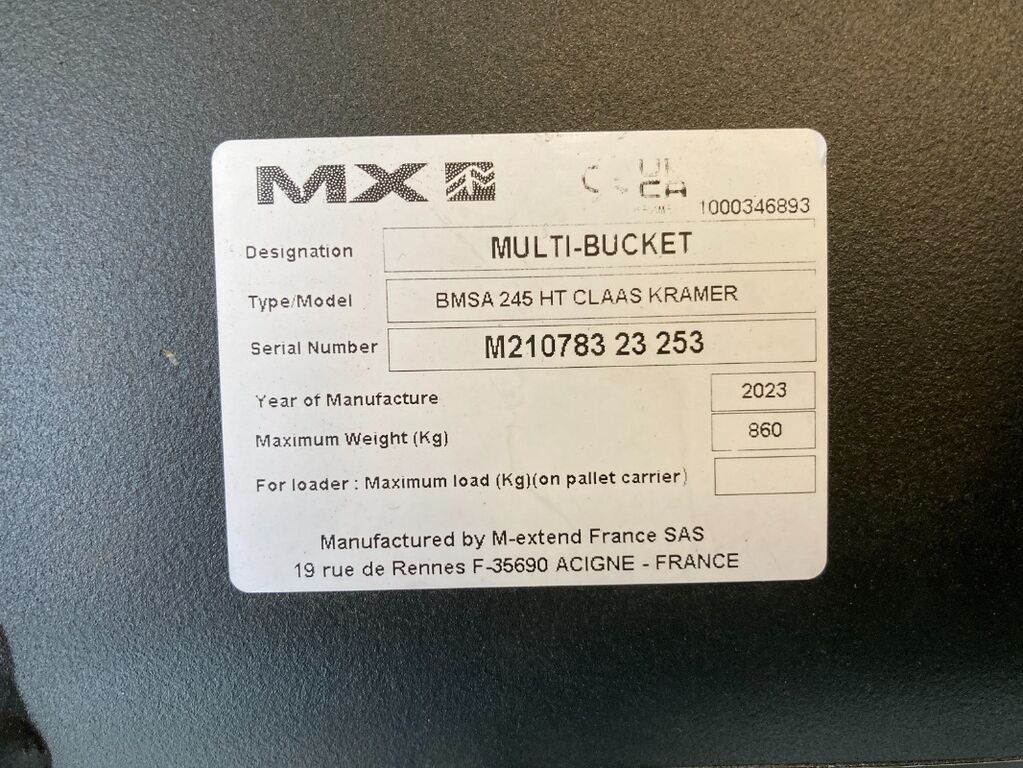 MX
UK
CA
1000346893
Designation MULTI-BUCKET
Type/Model BMSA 245 HT CLAAS KRAMER
Serial Number M210783 23 253
Year of Manufacture 2023
Maximum Weight (Kg) 860
For loader : Maximum load (Kg)(on pallet carrier)
Manufactured by M-extend France SAS
19 rue de Rennes F-35690 ACIGNE - FRANCE